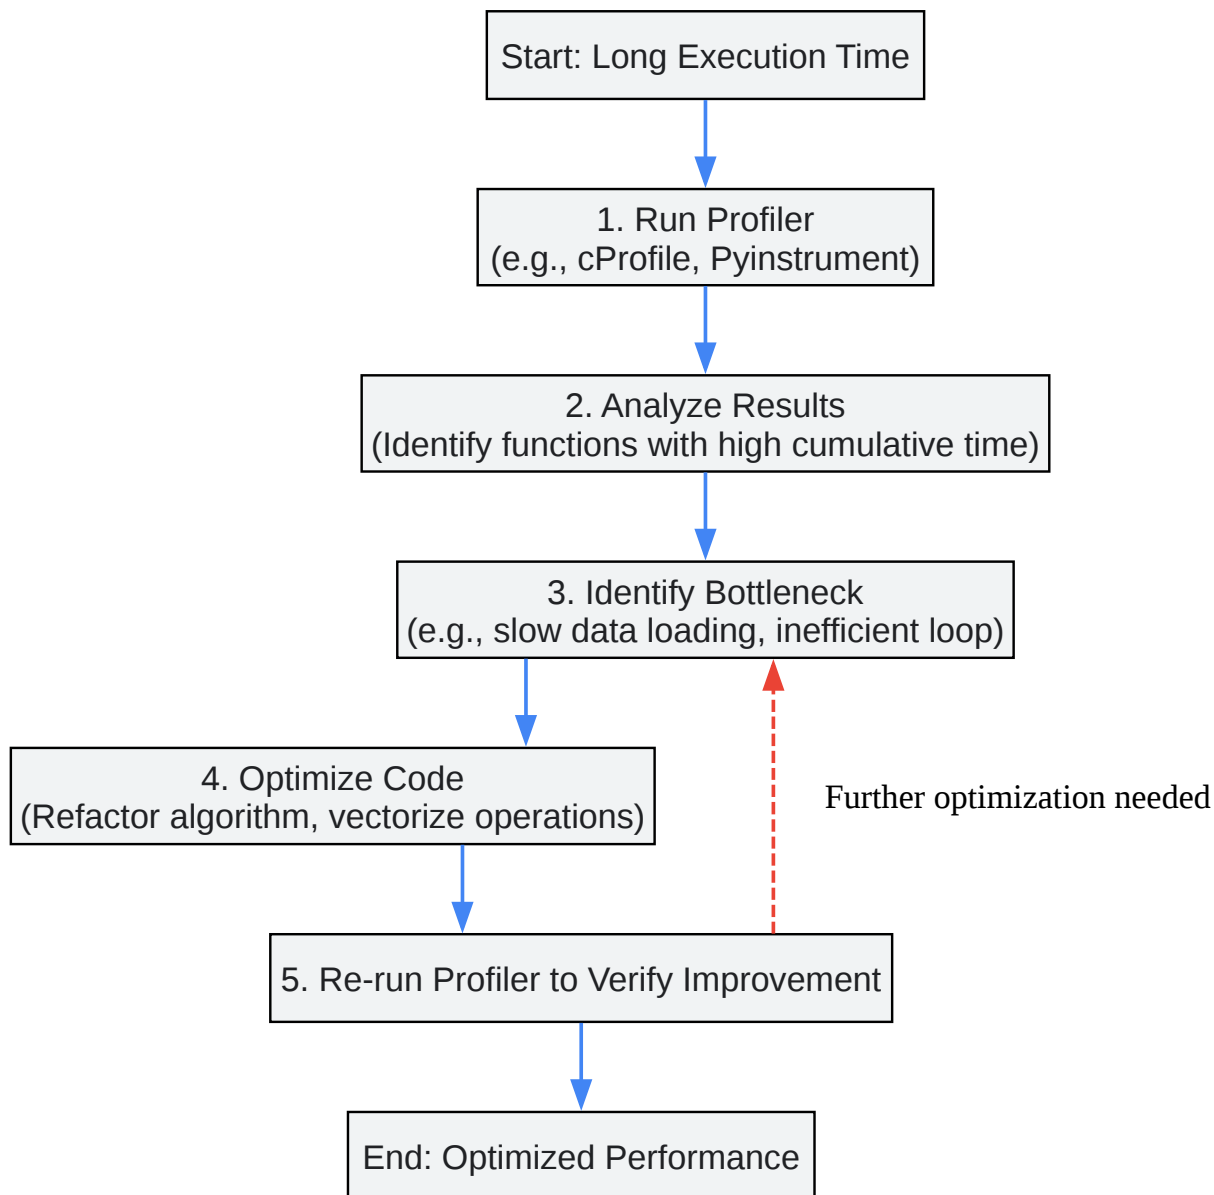 Start: Long Execution Time
1. Run Profiler
(e.g., cProfile, Pyinstrument)
2. Analyze Results
(Identify functions with high cumulative time)
3. Identify Bottleneck
(e.g., slow data loading, inefficient loop)
4. Optimize Code
(Refactor algorithm, vectorize operations)
Further optimization needed
5. Re-run Profiler to Verify Improvement
End: Optimized Performance